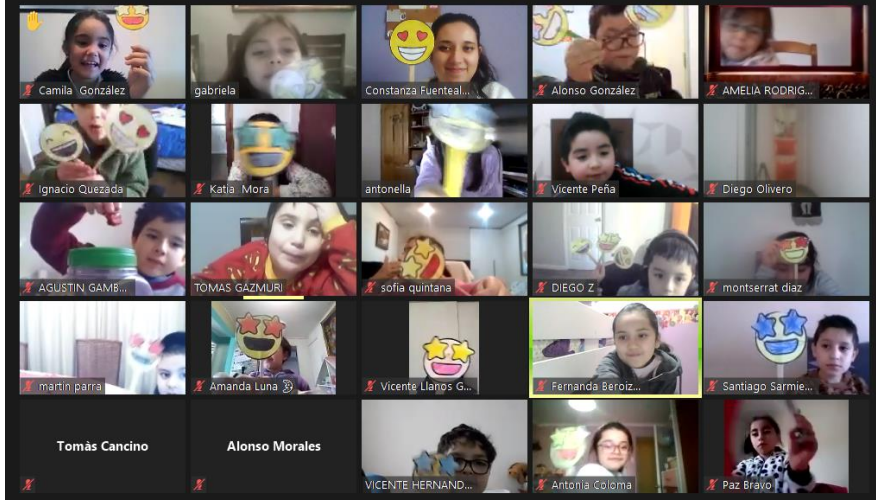 Camila González
gabriela
Constanza Fuenteal...
Alonso González
AMELIA RODRIG...
Ignacio Quezada
Katia Mora
antonella
Vicente Peña
Diego Olivero
AGUSTIN GAMB...
TOMAS GAZMURI
sofia quintana
DIEGO Z
montserrat diaz
martin parra
Amanda Luna
Vicente Llanos G...
Fernanda Beroiz...
Santiago Sarmie...
Tomàs Cancino
Alonso Morales
VICENTE HERNAND...
Antonia Coloma
Paz Bravo